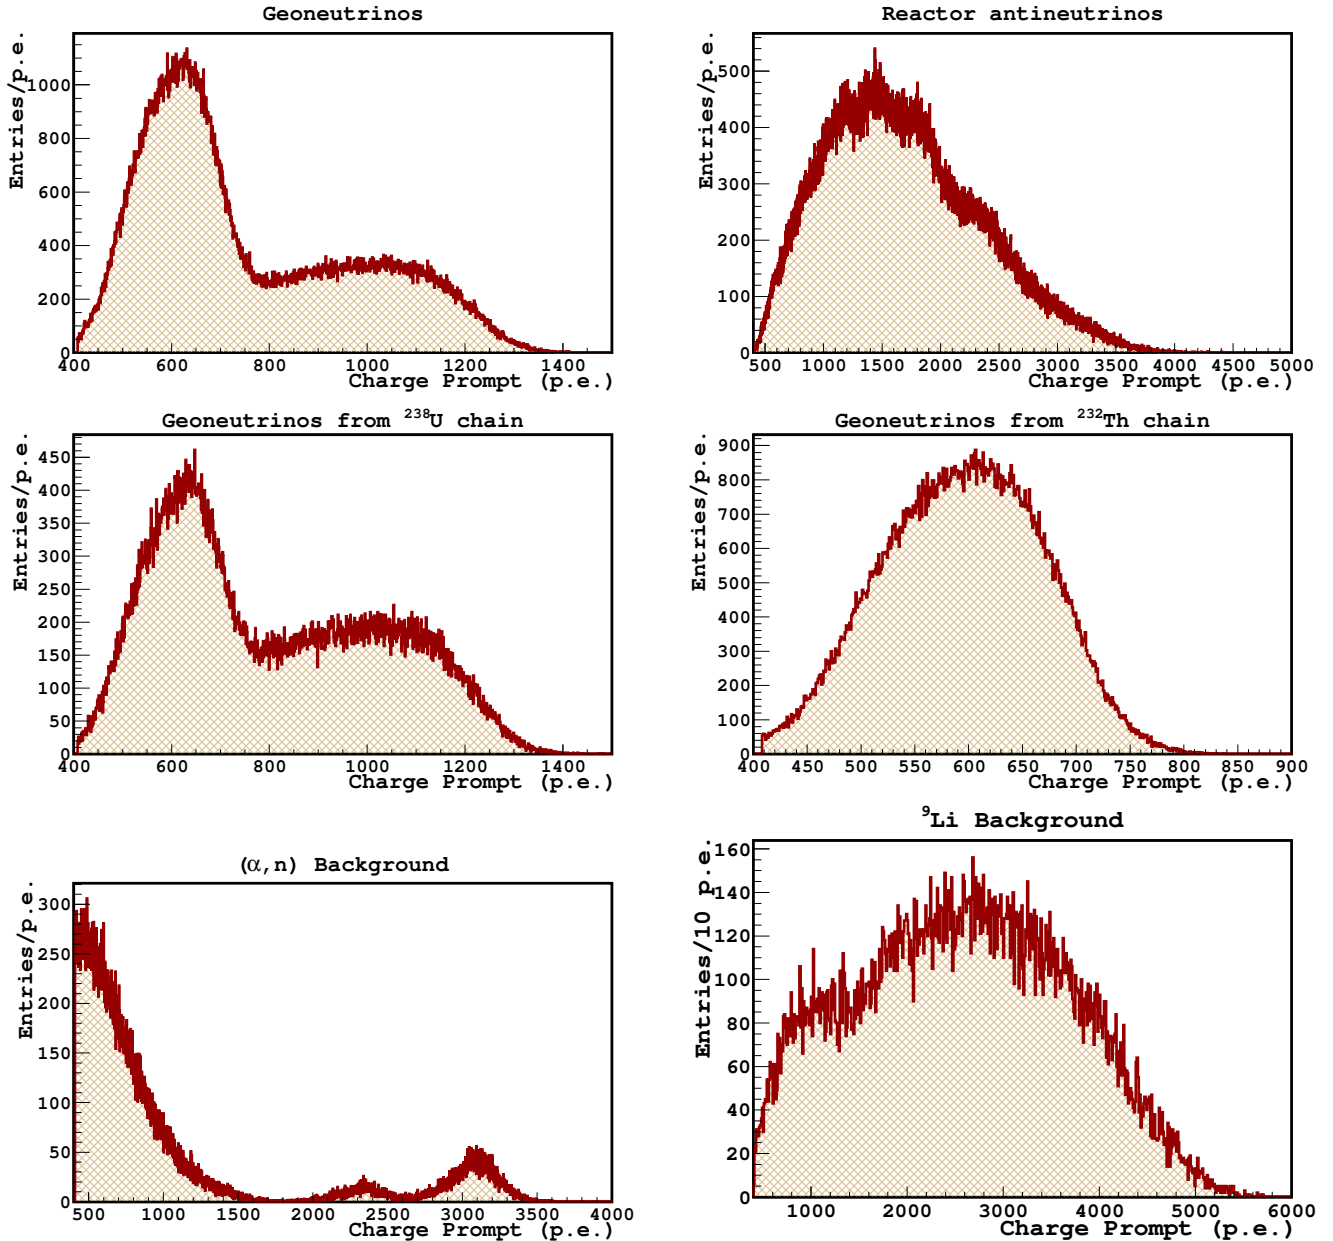 Geoneutrinos
Entries/p.e.
1000
800
600
400
200
0
400 600 800 1000 1200 1400
Charge Prompt (p.e.)
Reactor antineutrinos
Entries/p.e.
500
400
300
200
100
0
500 1000 1500 2000 2500 3000 3500 4000 4500 5000
Charge Prompt (p.e.)
Geoneutrinos from ²³⁸U chain
Entries/p.e.
450
400
350
300
250
200
150
100
50
0
400 600 800 1000 1200 1400
Charge Prompt (p.e.)
Geoneutrinos from ²³²Th chain
Entries/p.e.
900
800
700
600
500
400
300
200
100
0
400 450 500 550 600 650 700 750 800 850 900
Charge Prompt (p.e.)
(α,n) Background
Entries/p.e.
300
250
200
150
100
50
0
500 1000 1500 2000 2500 3000 3500 4000
Charge Prompt (p.e.)
⁹Li Background
Entries/10 p.e.
160
140
120
100
80
60
40
20
0
1000 2000 3000 4000 5000 6000
Charge Prompt (p.e.)